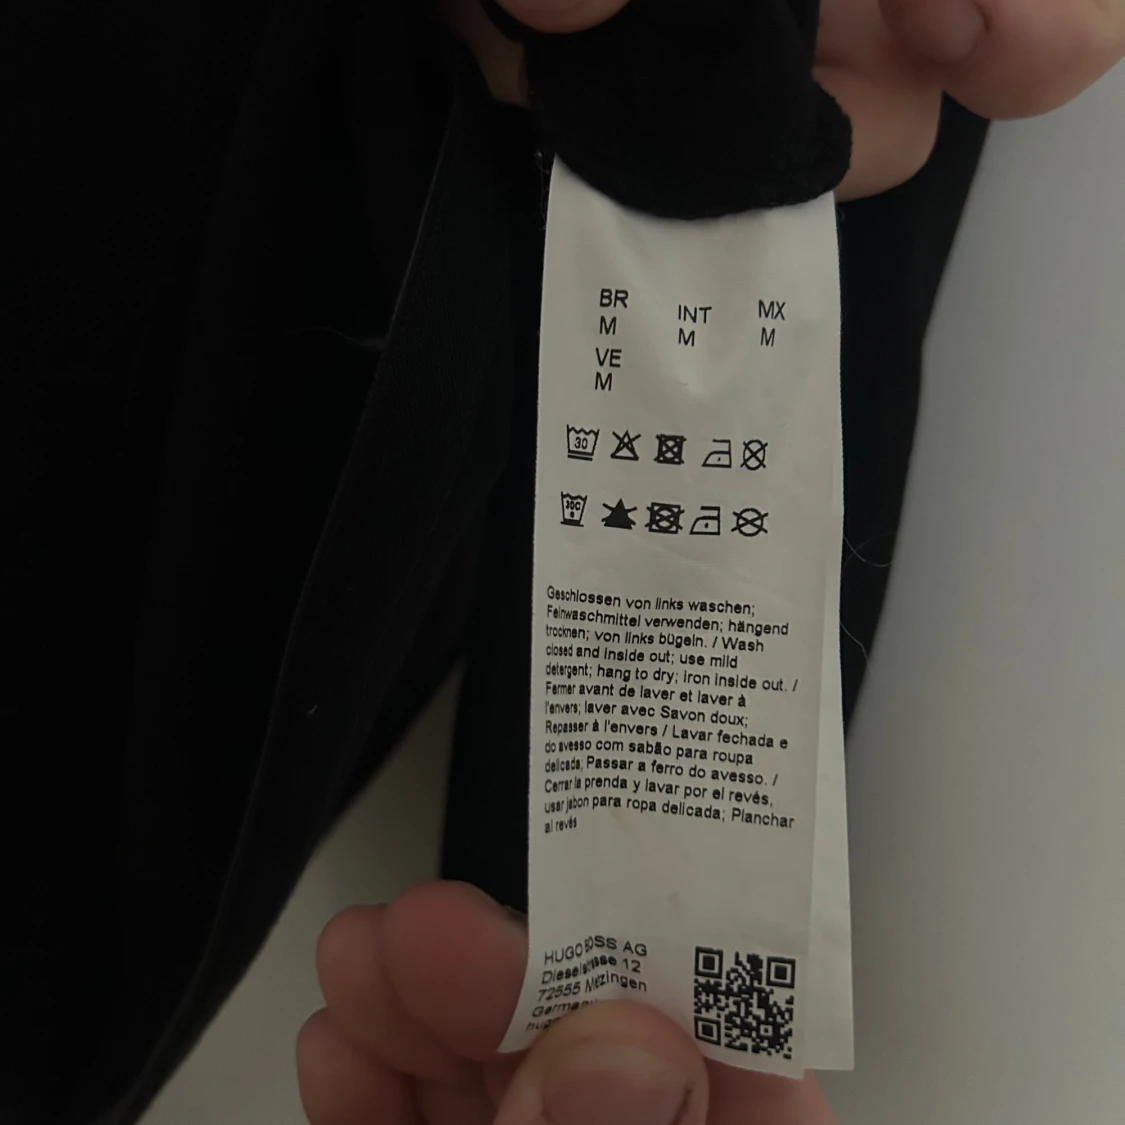 BR INT MX
M M M
VE
M
30
30C
Geschlossen von links waschen;
Feinwaschmittel verwenden; hängend
trocknen; von links bügeln. / Wash
closed and inside out; use mild
detergent; hang to dry; iron inside out. /
Fermer avant de laver et laver à
l'envers; laver avec Savon doux;
Repasser à l'envers / Lavar fechada e
do avesso com sabão para roupa
delicada; Passar a ferro do avesso. /
Cerrar la prenda y lavar por el revés,
usar jabon para ropa delicada; Planchar
al revés
HUGO BOSS AG
Dieselstrasse 12
72555 Metzingen